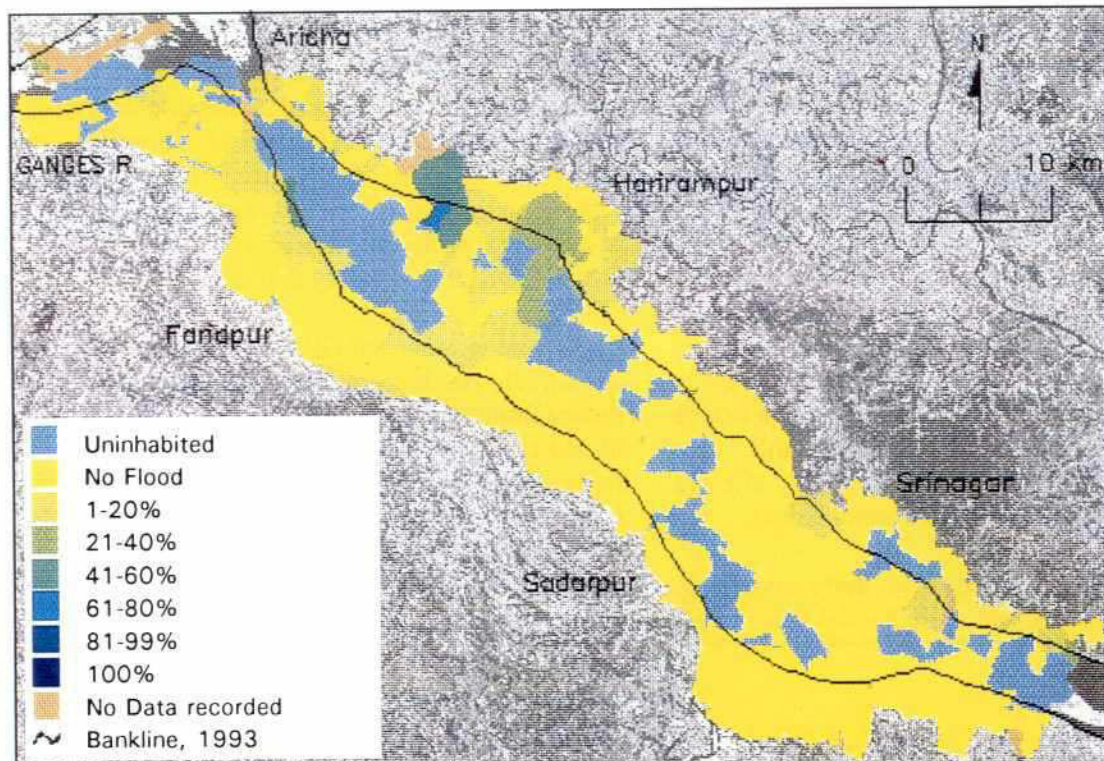 Aricha
N
GANGES R.
Harirampur
0 10 km
Faridpur
Srinagar
Sadarpur
Uninhabited
No Flood
1-20%
21-40%
41-60%
61-80%
81-99%
100%
No Data recorded
Bankline, 1993